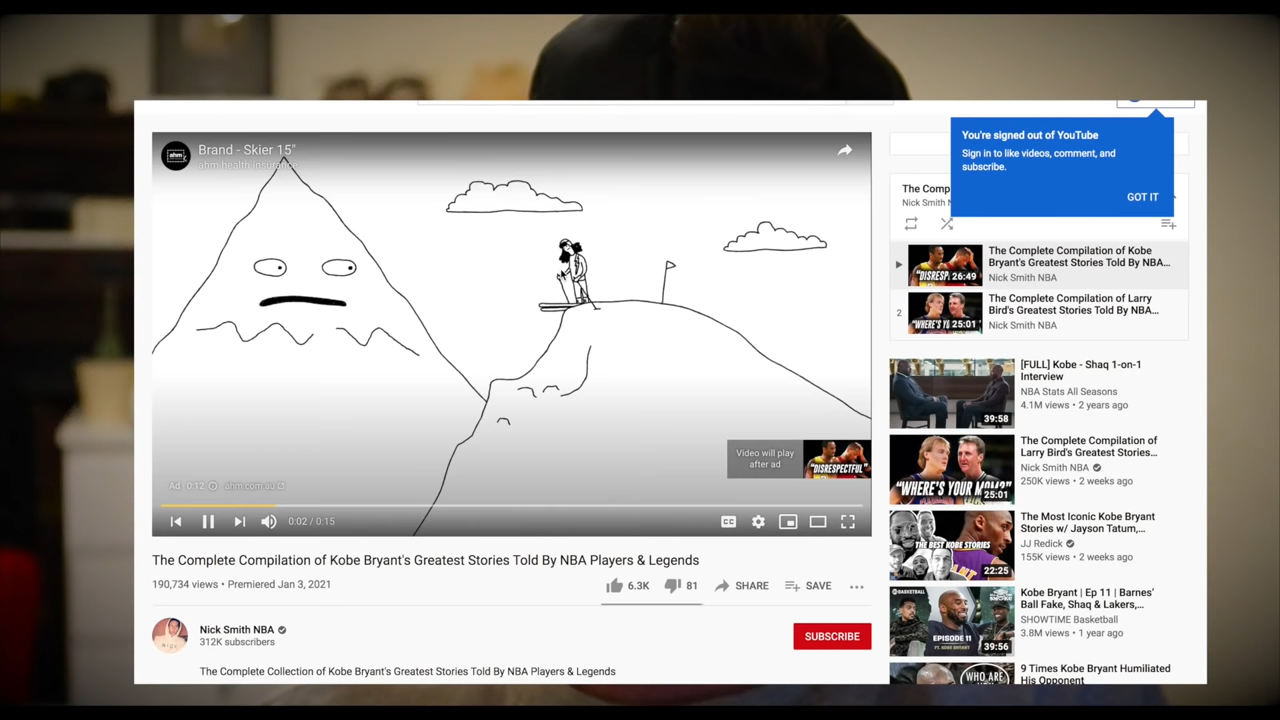 Brand - Skier 15"
ahm
ahm health insurance
Video will play
after ad
"DISRESPECTFUL"
Ad · 0:12
ahm.com.au
0:02 / 0:15
CC
The Complete Compilation of Kobe Bryant's Greatest Stories Told By NBA Players & Legends
190,734 views • Premiered Jan 3, 2021
6.3K
81
SHARE
SAVE
Nick Smith NBA
312K subscribers
SUBSCRIBE
The Complete Collection of Kobe Bryant's Greatest Stories Told By NBA Players & Legends
You're signed out of YouTube
Sign in to like videos, comment, and
subscribe.
GOT IT
The Comp
Nick Smith N
"DISRESP
26:49
The Complete Compilation of Kobe
Bryant's Greatest Stories Told By NBA...
Nick Smith NBA
2
"WHERE'S YO
25:01
The Complete Compilation of Larry
Bird's Greatest Stories Told By NBA...
Nick Smith NBA
39:58
[FULL] Kobe - Shaq 1-on-1
Interview
NBA Stats All Seasons
4.1M views • 2 years ago
"WHERE'S YOUR MOM?"
25:01
The Complete Compilation of
Larry Bird's Greatest Stories...
Nick Smith NBA
250K views • 2 weeks ago
THE BEST KOBE STORIES
22:25
The Most Iconic Kobe Bryant
Stories w/ Jayson Tatum,...
JJ Redick
155K views • 2 weeks ago
BASKETBALL
EPISODE 11
FT. KOBE BRYANT
39:56
Kobe Bryant | Ep 11 | Barnes'
Ball Fake, Shaq & Lakers,...
SHOWTIME Basketball
3.8M views • 1 year ago
WHO ARE
9 Times Kobe Bryant Humiliated
His Opponent